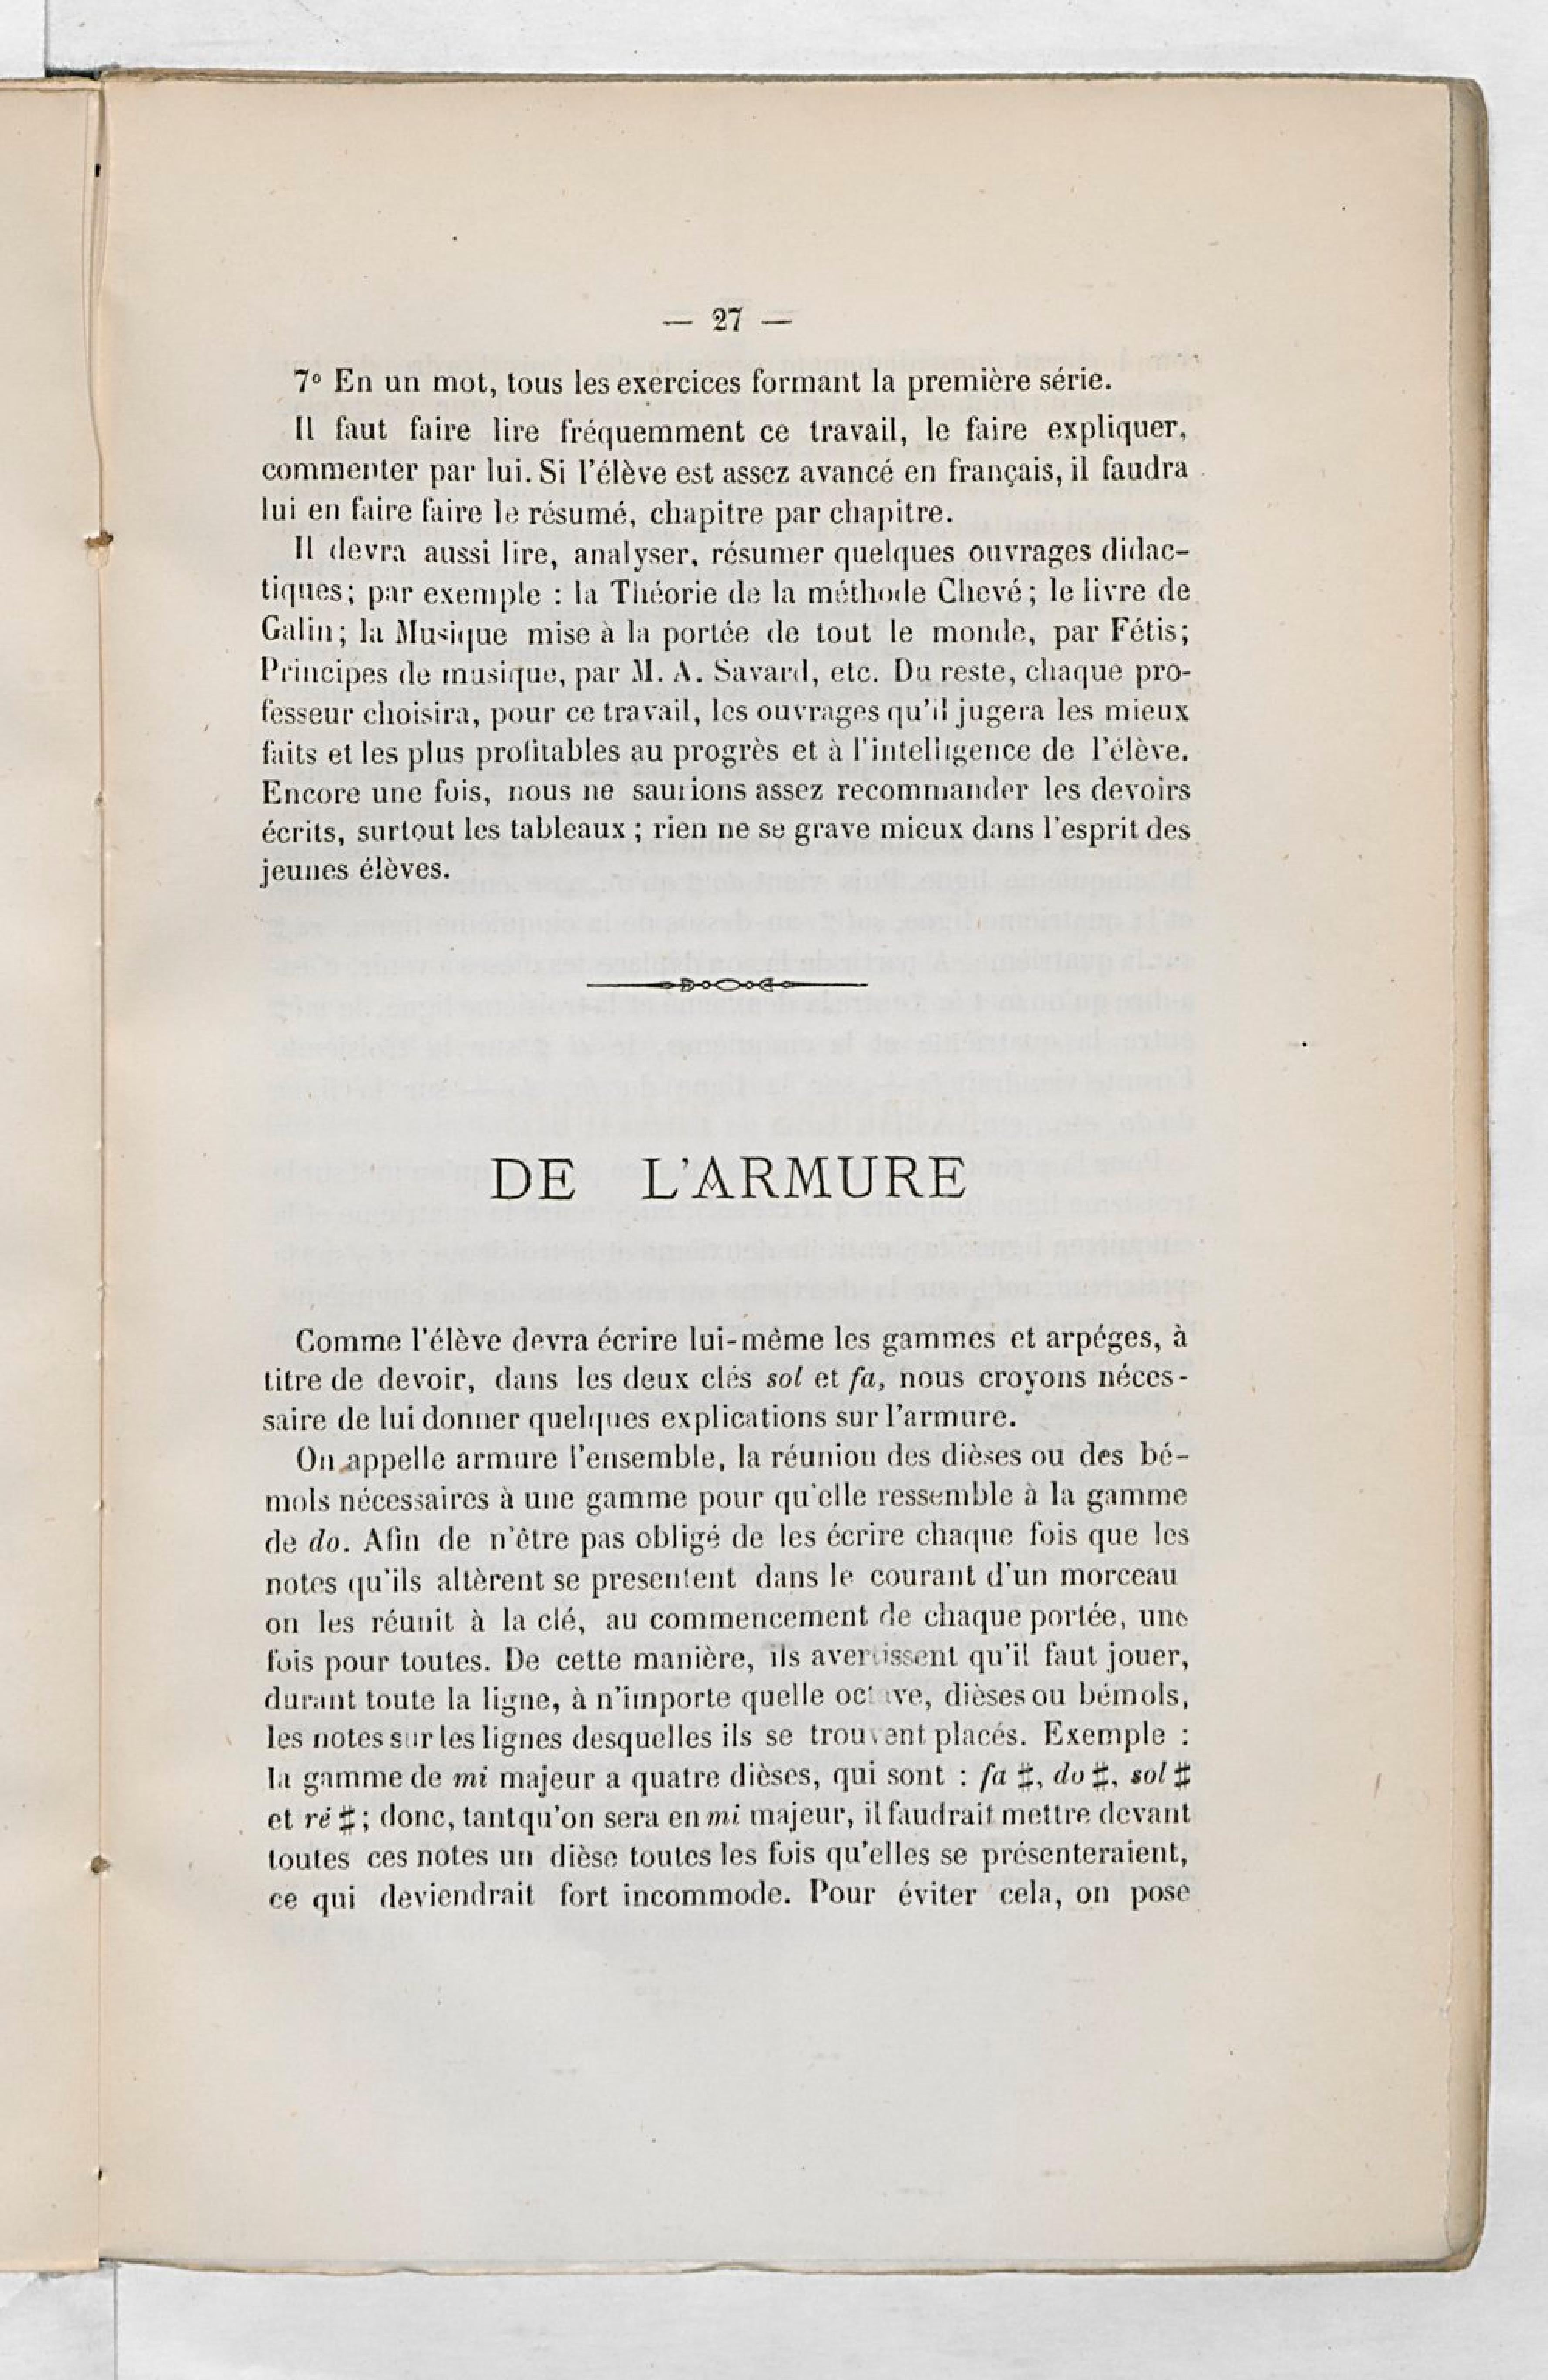 — 27 —
7º En un mot, tous les exercices formant la première série.
Il faut faire lire fréquemment ce travail, le faire expliquer,
commenter par lui. Si l'élève est assez avancé en français, il faudra
lui en faire faire le résumé, chapitre par chapitre.
Il devra aussi lire, analyser, résumer quelques ouvrages didac-
tiques; par exemple : la Théorie de la méthode Chevé; le livre de
Galin; la Musique mise à la portée de tout le monde, par Fétis;
Principes de musique, par M. A. Savard, etc. Du reste, chaque pro-
fesseur choisira, pour ce travail, les ouvrages qu'il jugera les mieux
faits et les plus profitables au progrès et à l'intelligence de l'élève.
Encore une fois, nous ne saurions assez recommander les devoirs
écrits, surtout les tableaux ; rien ne se grave mieux dans l'esprit des
jeunes élèves.
DE L'ARMURE
Comme l'élève devra écrire lui-même les gammes et arpéges, à
titre de devoir, dans les deux clés sol et fa, nous croyons néces-
saire de lui donner quelques explications sur l'armure.
On appelle armure l'ensemble, la réunion des dièses ou des bé-
mols nécessaires à une gamme pour qu'elle ressemble à la gamme
de do. Afin de n'être pas obligé de les écrire chaque fois que les
notes qu'ils altèrent se presentent dans le courant d'un morceau
on les réunit à la clé, au commencement de chaque portée, une
fois pour toutes. De cette manière, ils avertissent qu'il faut jouer,
durant toute la ligne, à n'importe quelle octave, dièses ou bémols,
les notes sur les lignes desquelles ils se trouvent placés. Exemple :
la gamme de mi majeur a quatre dièses, qui sont : fa ♯, do ♯, sol ♯
et ré ♯; donc, tant qu'on sera en mi majeur, il faudrait mettre devant
toutes ces notes un dièse toutes les fois qu'elles se présenteraient,
ce qui deviendrait fort incommode. Pour éviter cela, on pose